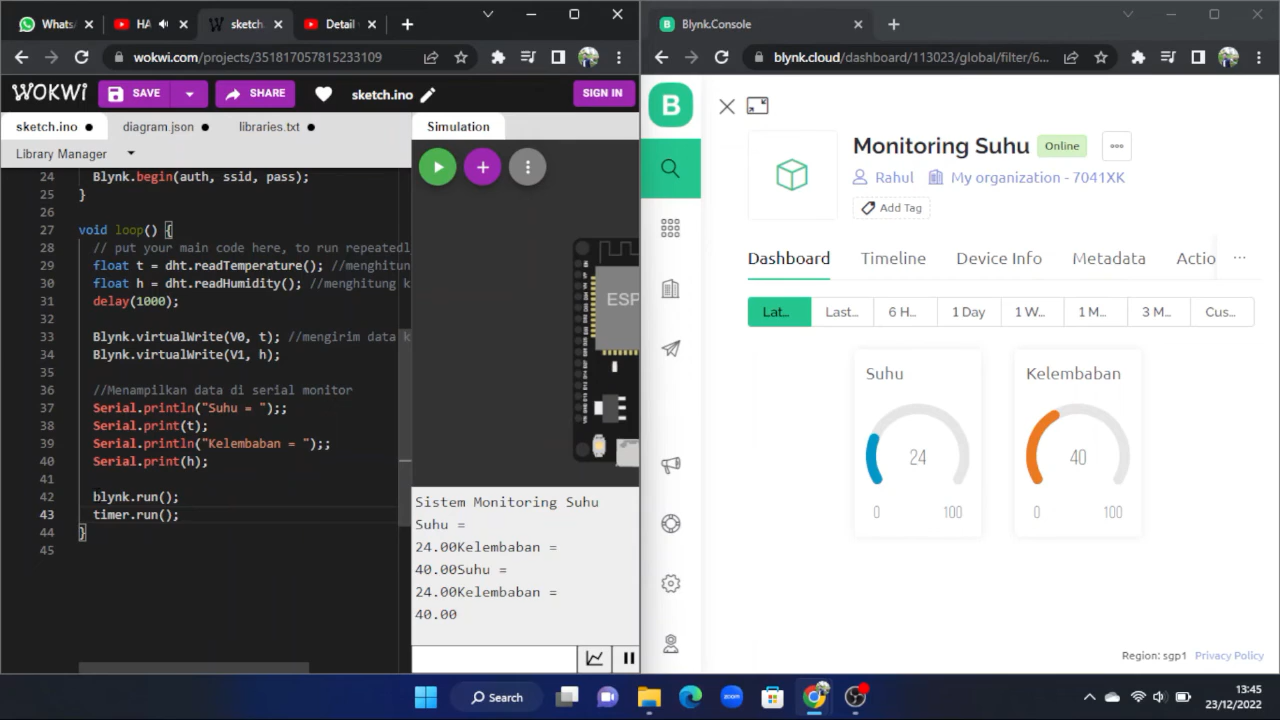 Whats
HA
sketch.
Detail
wokwi.com/projects/351817057815233109
WOKWi
SAVE
SHARE
sketch.ino
SIGN IN
sketch.ino
diagram.json
libraries.txt
Simulation
Library Manager
24 Blynk.begin(auth, ssid, pass);
25 }
26
27 void loop() {
28 // put your main code here, to run repeatedl
29 float t = dht.readTemperature(); //menghitun
30 float h = dht.readHumidity(); //menghitung k
31 delay(1000);
32
33 Blynk.virtualWrite(V0, t); //mengirim data k
34 Blynk.virtualWrite(V1, h);
35
36 //Menampilkan data di serial monitor
37 Serial.println("Suhu = ");;
38 Serial.print(t);
39 Serial.println("Kelembaban = ");;
40 Serial.print(h);
41
42 blynk.run();
43 timer.run();
44 }
45
ESP
Sistem Monitoring Suhu
Suhu =
24.00Kelembaban =
40.00Suhu =
24.00Kelembaban =
40.00
B
Blynk.Console
blynk.cloud/dashboard/113023/global/filter/6...
B
Monitoring Suhu
Online
Rahul
My organization - 7041XK
Add Tag
Dashboard
Timeline
Device Info
Metadata
Actio
Lat...
Last...
6 H...
1 Day
1 W...
1 M...
3 M...
Cus...
Suhu
24
0
100
Kelembaban
40
0
100
Region: sgp1
Privacy Policy
Search
zoom
13:45
23/12/2022